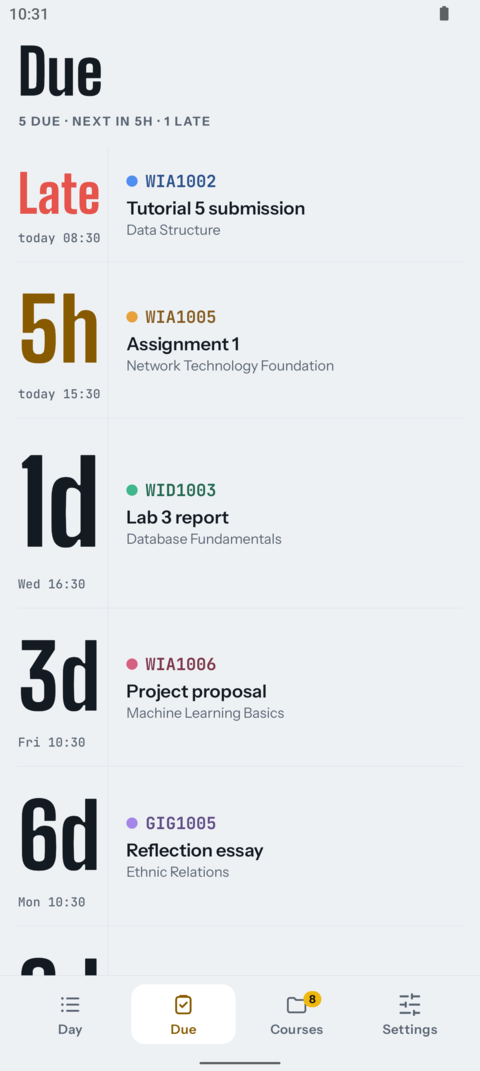 10:31
Due
5 DUE · NEXT IN 5H · 1 LATE
Late
today 08:30
WIA1002
Tutorial 5 submission
Data Structure
5h
today 15:30
WIA1005
Assignment 1
Network Technology Foundation
1d
Wed 16:30
WID1003
Lab 3 report
Database Fundamentals
3d
Fri 10:30
WIA1006
Project proposal
Machine Learning Basics
6d
Mon 10:30
GIG1005
Reflection essay
Ethnic Relations
Day
Due
8
Courses
Settings